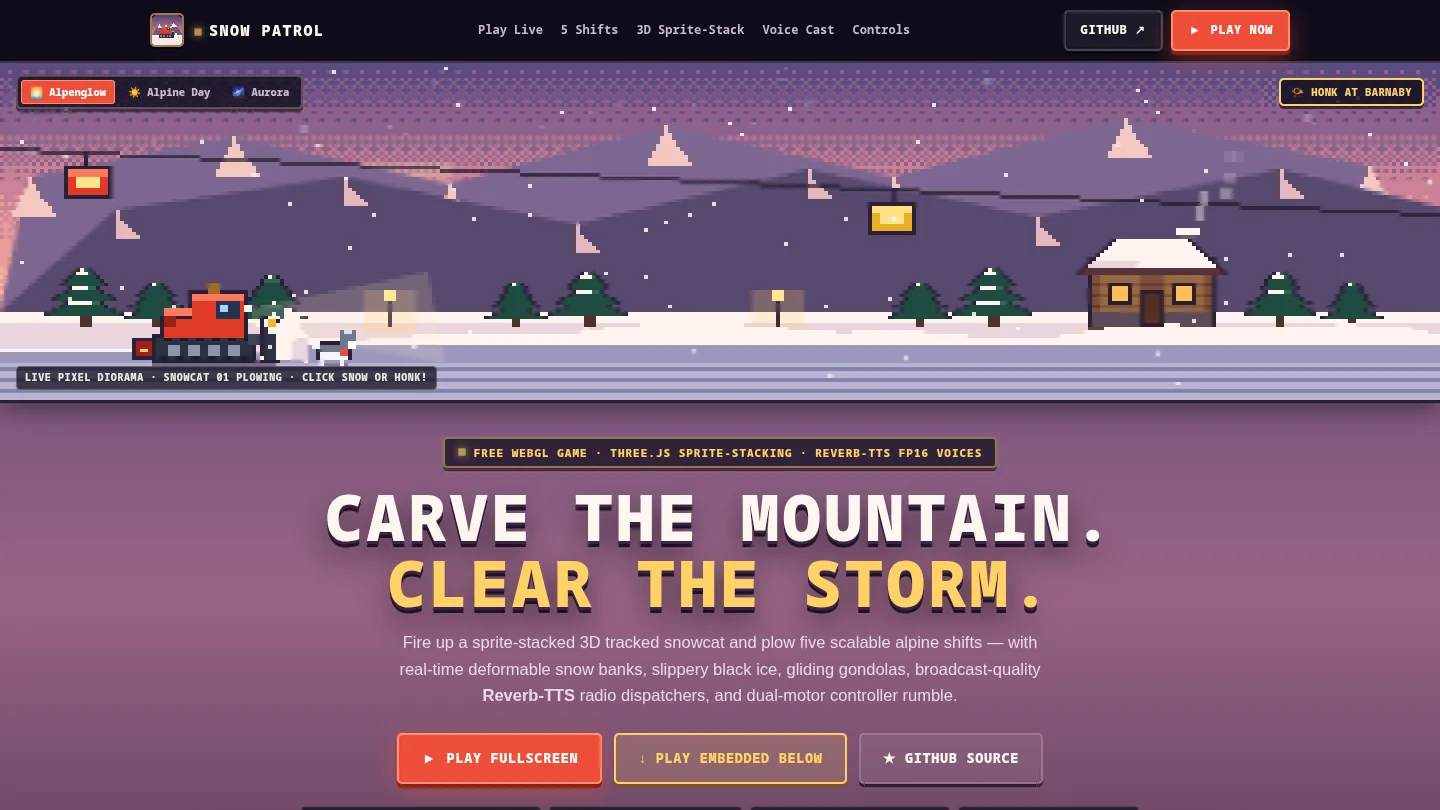 SNOW PATROL
Play Live 5 Shifts 3D Sprite-Stack Voice Cast Controls
GITHUB ↗
► PLAY NOW
Alpenglow
Alpine Day
Aurora
HONK AT BARNABY
LIVE PIXEL DIORAMA · SNOWCAT 01 PLOWING · CLICK SNOW OR HONK!
FREE WEBGL GAME · THREE.JS SPRITE-STACKING · REVERB-TTS FP16 VOICES
CARVE THE MOUNTAIN.
CLEAR THE STORM.
Fire up a sprite-stacked 3D tracked snowcat and plow five scalable alpine shifts — with
real-time deformable snow banks, slippery black ice, gliding gondolas, broadcast-quality
Reverb-TTS radio dispatchers, and dual-motor controller rumble.
► PLAY FULLSCREEN
↓ PLAY EMBEDDED BELOW
★ GITHUB SOURCE